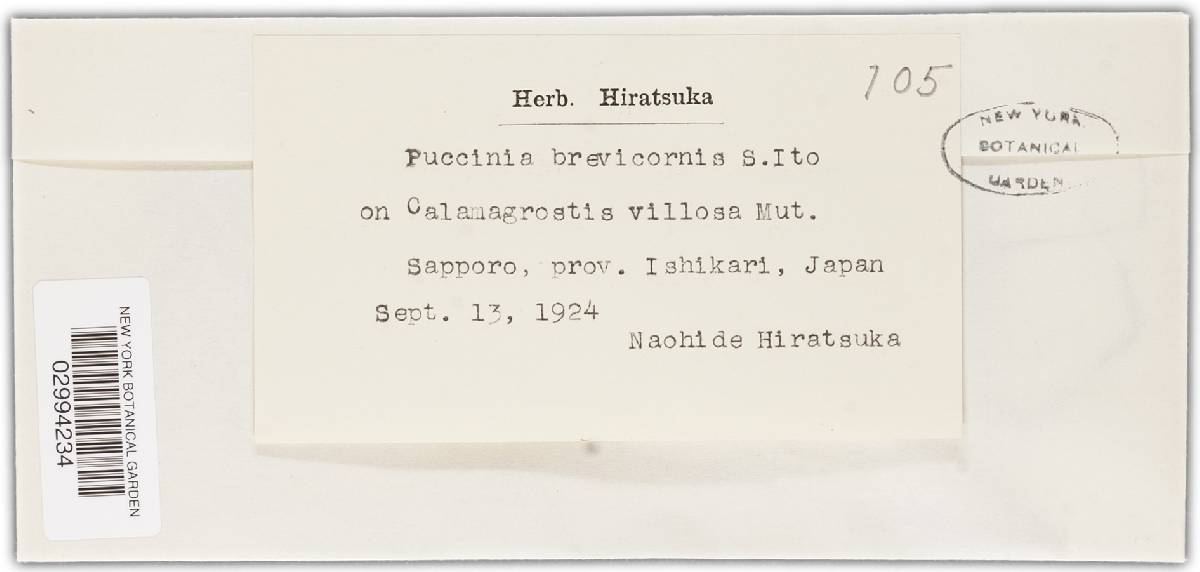 105
Herb. Hiratsuka
Puccinia brevicornis S.Ito
on Calamagrostis villosa Mut.
Sapporo, prov. Ishikari, Japan
Sept. 13, 1924
Naohide Hiratsuka
NEW YORK
BOTANICAL
GARDEN
NEW YORK BOTANICAL GARDEN
02994234